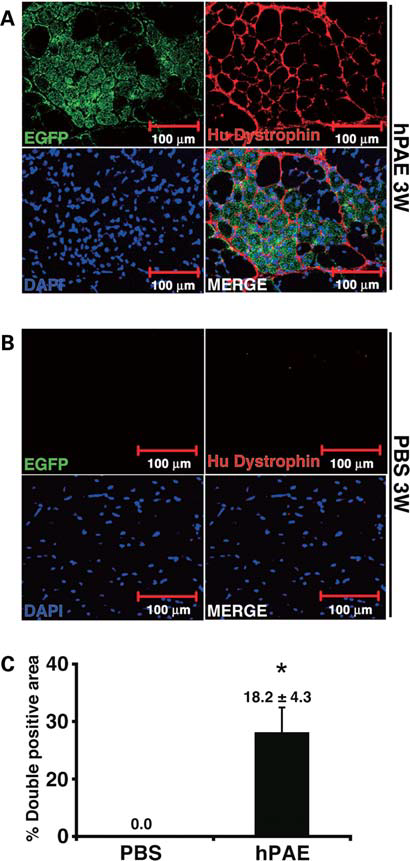 A
EGFP
100 µm
Hu Dystrophin
100 µm
DAPI
100 µm
MERGE
100 µm
hPAE 3W
B
EGFP
100 µm
Hu Dystrophin
100 µm
DAPI
100 µm
MERGE
100 µm
PBS 3W
C
% Double positive area
40
30
20
0
0.0
*
18.2 ± 4.3
PBS
hPAE